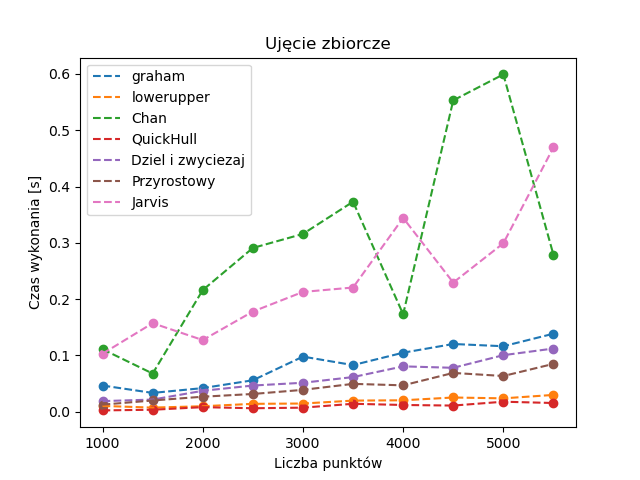 Ujęcie zbiorcze
graham
lowerupper
Chan
QuickHull
Dziel i zwyciezaj
Przyrostowy
Jarvis
Czas wykonania [s]
0.6
0.5
0.4
0.3
0.2
0.1
0.0
1000 2000 3000 4000 5000
Liczba punktów